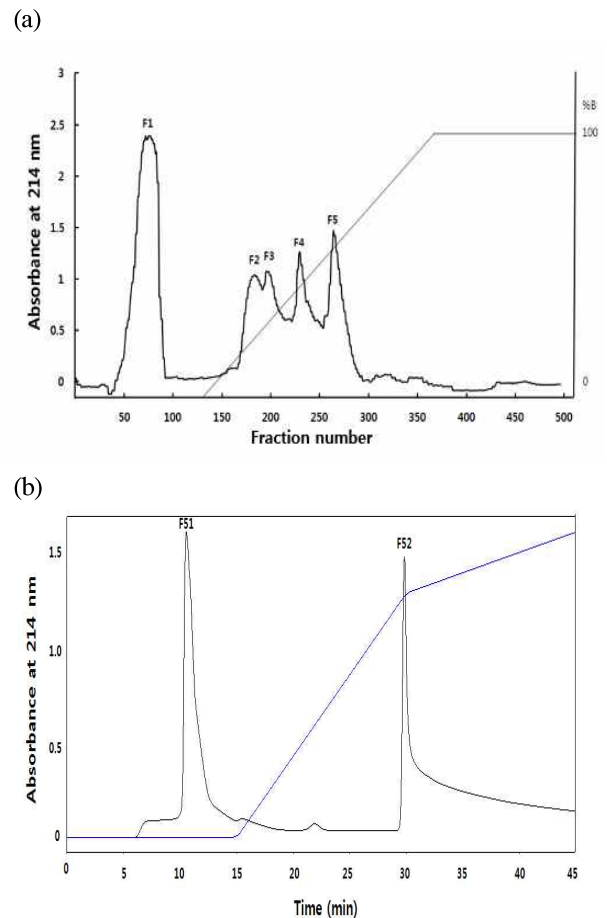 (a)
Absorbance at 214 nm
3
2.5
2
1.5
1
0.5
0
F1
F2
F3
F4
F5
%B
100
0
50 100 150 200 250 300 350 400 450 500
Fraction number
(b)
Absorbance at 214 nm
1.5
1.0
0.5
0
F51
F52
0 5 10 15 20 25 30 35 40 45
Time (min)